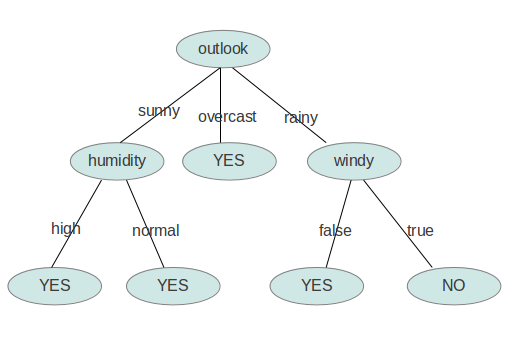 outlook
sunny
overcast
rainy
humidity
YES
windy
high
normal
false
true
YES
YES
YES
NO